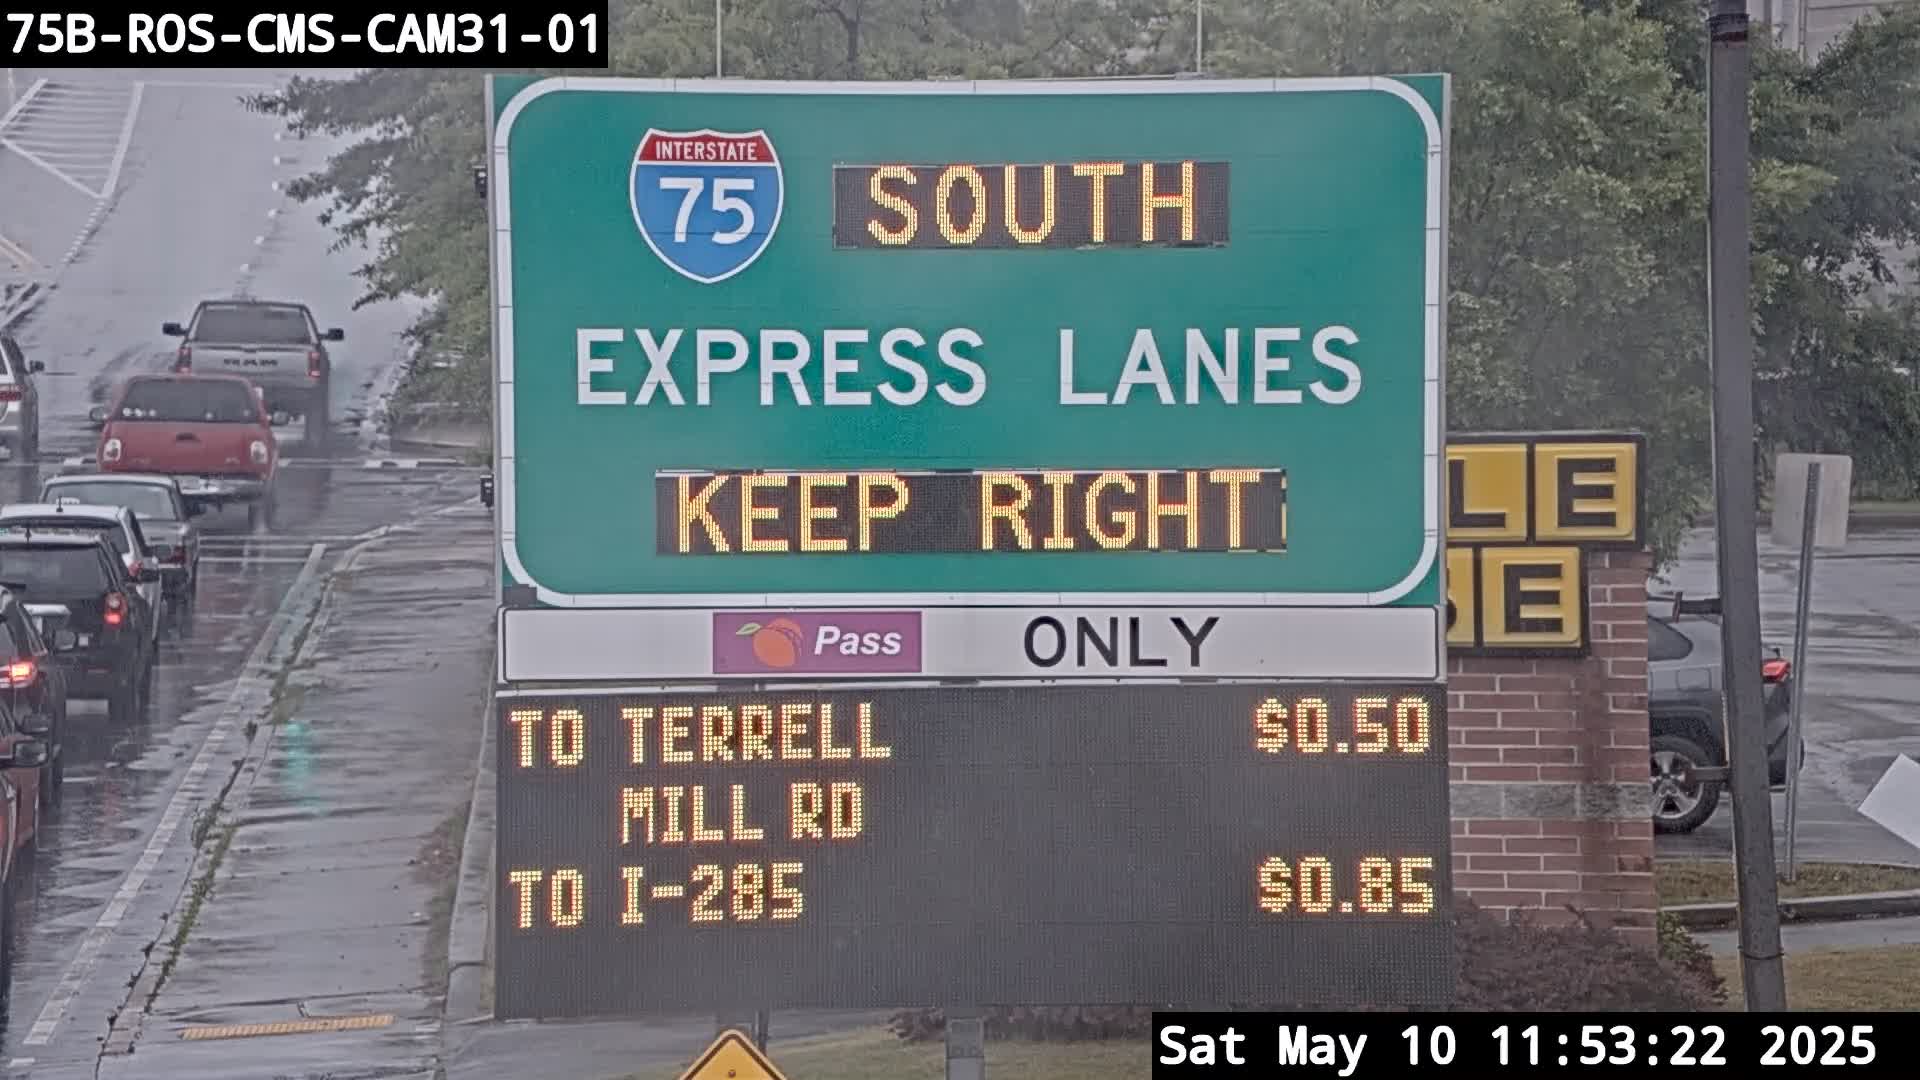 75B-ROS-CMS-CAM31-01
INTERSTATE
75
SOUTH
EXPRESS LANES
KEEP RIGHT
Pass ONLY
TO TERRELL $0.50
MILL RD
TO I-285 $0.85
LE
E
Sat May 10 11:53:22 2025